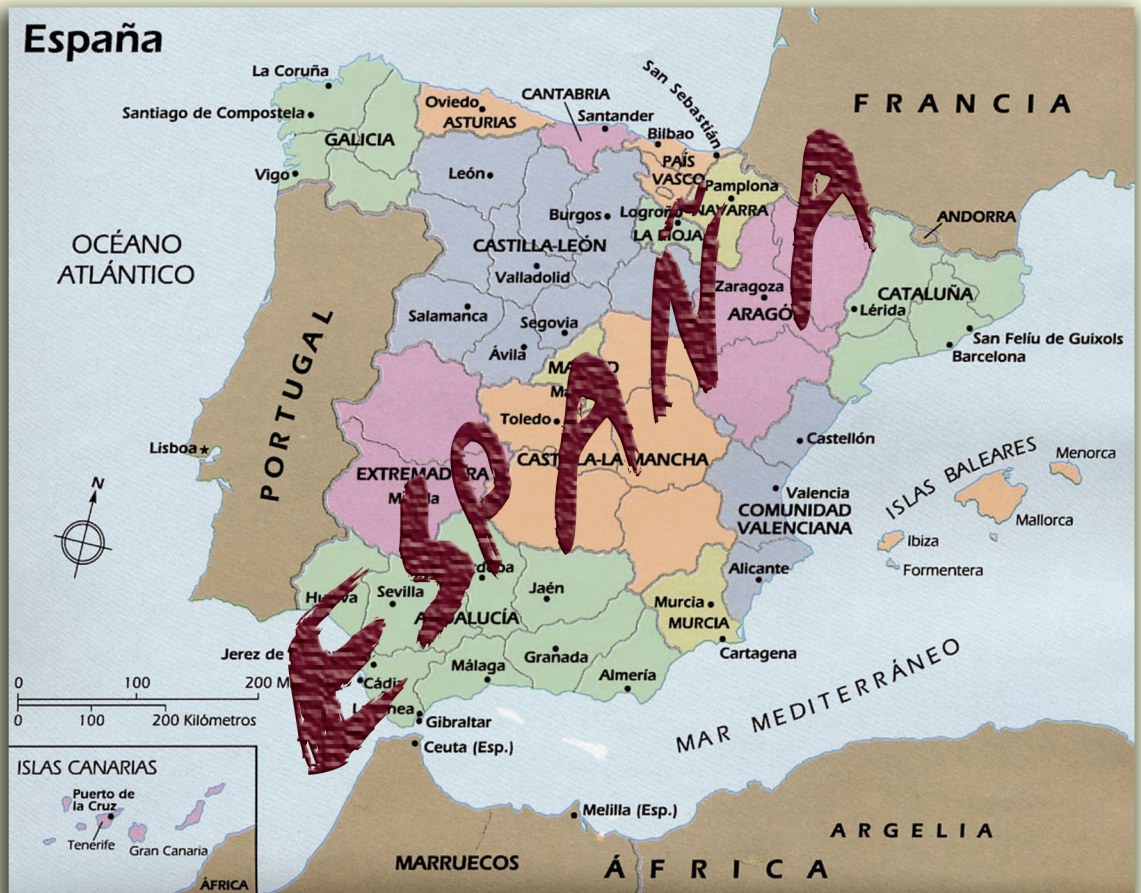 España
La Coruña
Santiago de Compostela
Vigo
GALICIA
Oviedo
ASTURIAS
CANTABRIA
Santander
Bilbao
San Sebastián
PAÍS
VASCO
Pamplona
NAVARRA
LA RIOJA
FRANCIA
ANDORRA
León
Burgos
CASTILLA-LEÓN
Valladolid
Salamanca
Segovia
Ávila
Zaragoza
ARAGÓN
CATALUÑA
Lérida
San Felíu de Guixols
Barcelona
OCÉANO
ATLÁNTICO
PORTUGAL
Lisboa
Toledo
CASTILLA-LA MANCHA
EXTREMADURA
Castellón
Valencia
COMUNIDAD
VALENCIANA
Alicante
ISLAS BALEARES
Menorca
Mallorca
Ibiza
Formentera
N
Sevilla
Jaén
ANDALUCÍA
Murcia
MURCIA
Cartagena
Jerez de
Granada
Málaga
Almería
Gibraltar
Ceuta (Esp.)
Melilla (Esp.)
MAR MEDITERRÁNEO
0 100 200 M
0 100 200 Kilómetros
ISLAS CANARIAS
Puerto de
la Cruz
Tenerife
Gran Canaria
ÁFRICA
MARRUECOS
ÁFRICA
ARGELIA
ESPAÑA